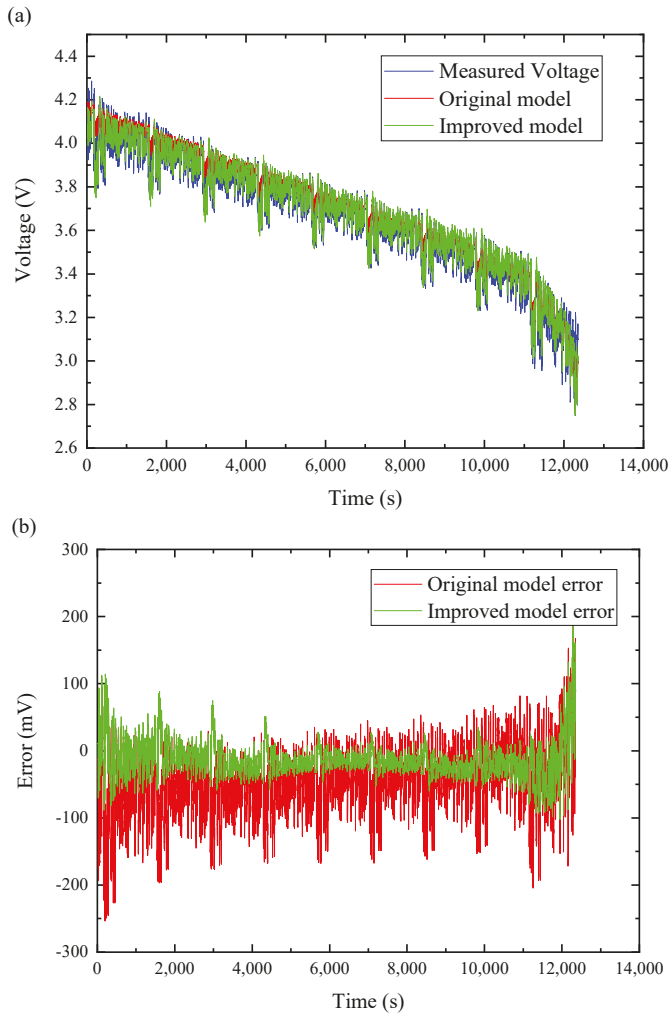 (a)
4.4
4.2
4.0
3.8
3.6
3.4
3.2
3.0
2.8
2.6
Voltage (V)
Measured Voltage
Original model
Improved model
0 2,000 4,000 6,000 8,000 10,000 12,000 14,000
Time (s)
(b)
300
200
100
0
-100
-200
-300
Error (mV)
Original model error
Improved model error
0 2,000 4,000 6,000 8,000 10,000 12,000 14,000
Time (s)